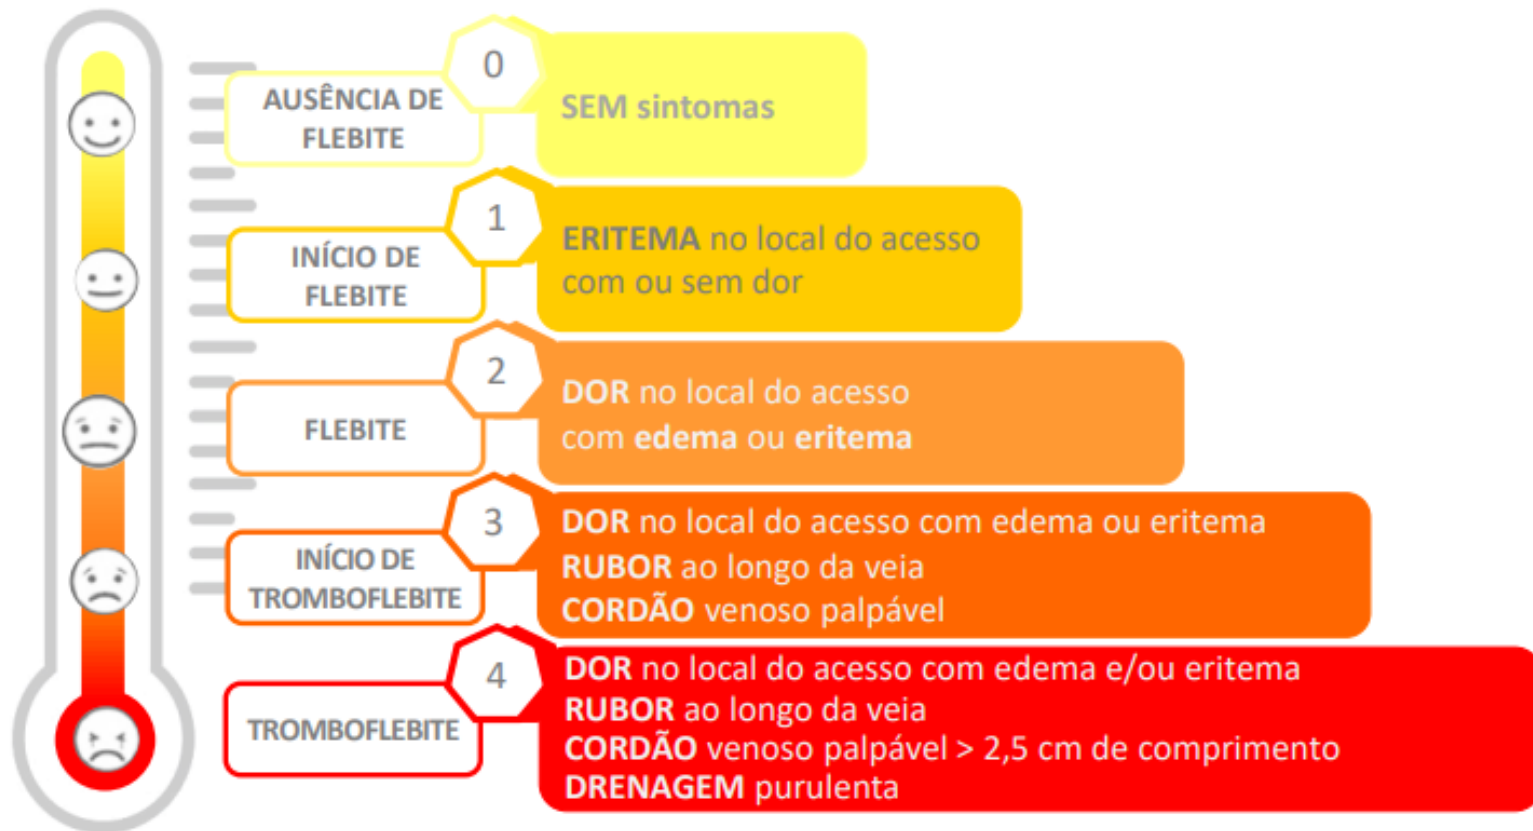 0
AUSÊNCIA DE
FLEBITE
SEM sintomas
1
INÍCIO DE
FLEBITE
ERITEMA no local do acesso
com ou sem dor
2
FLEBITE
DOR no local do acesso
com edema ou eritema
3
INÍCIO DE
TROMBOFLEBITE
DOR no local do acesso com edema ou eritema
RUBOR ao longo da veia
CORDÃO venoso palpável
4
TROMBOFLEBITE
DOR no local do acesso com edema e/ou eritema
RUBOR ao longo da veia
CORDÃO venoso palpável > 2,5 cm de comprimento
DRENAGEM purulenta